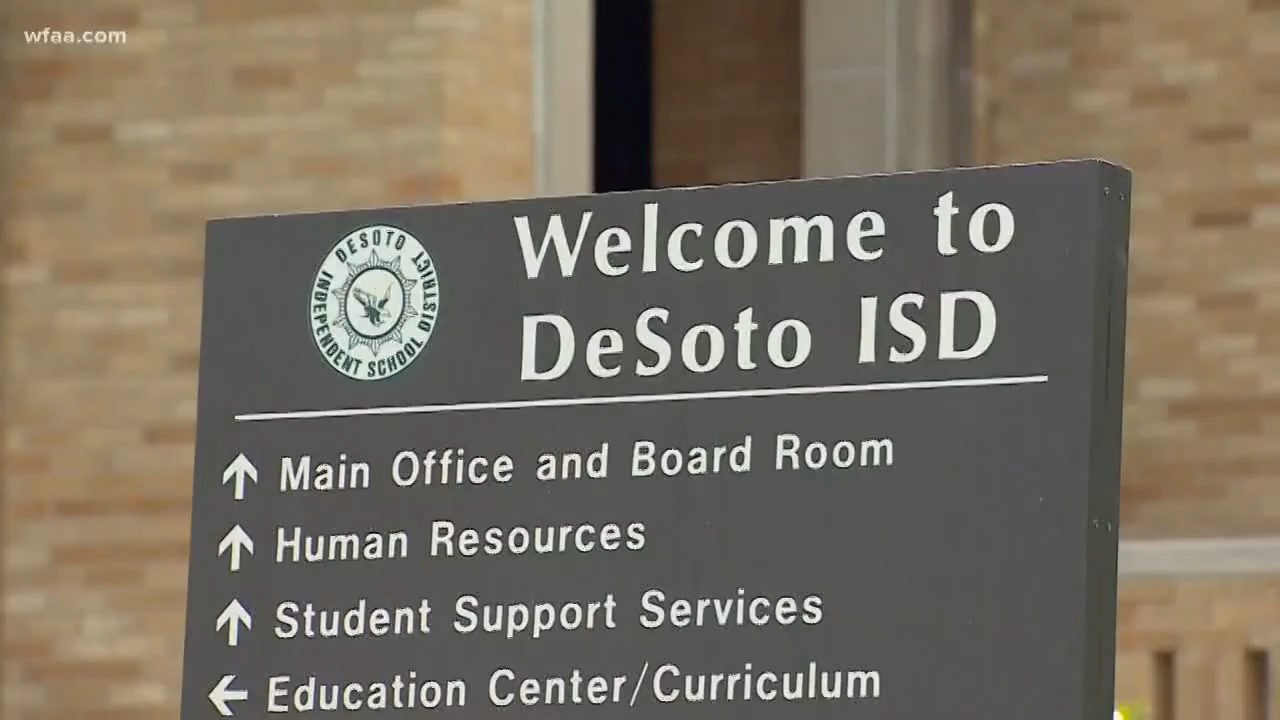 wfaa.com
Welcome to
DeSoto ISD
DESOTO
INDEPENDENT SCHOOL DISTRICT
↑ Main Office and Board Room
↑ Human Resources
↑ Student Support Services
← Education Center/Curriculum